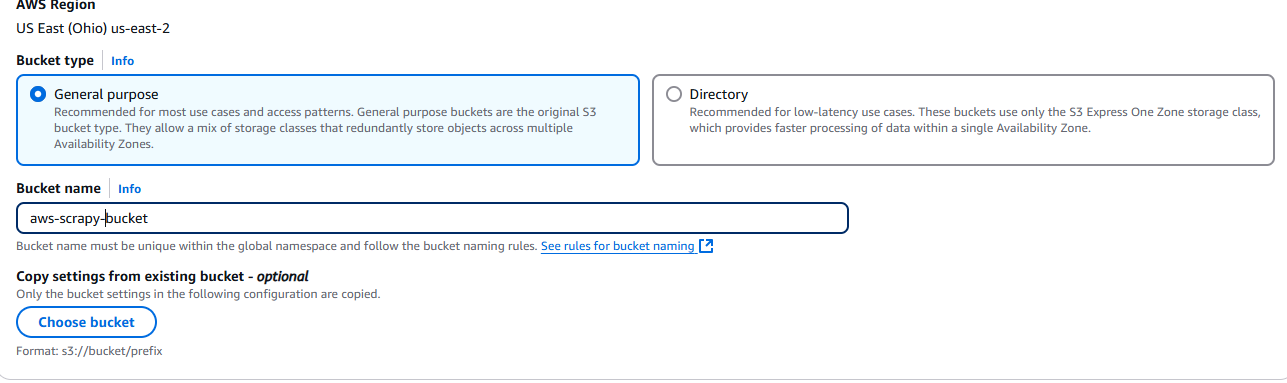 AWS Region
US East (Ohio) us-east-2
Bucket type Info
General purpose
Recommended for most use cases and access patterns. General purpose buckets are the original S3
bucket type. They allow a mix of storage classes that redundantly store objects across multiple
Availability Zones.
Directory
Recommended for low-latency use cases. These buckets use only the S3 Express One Zone storage class,
which provides faster processing of data within a single Availability Zone.
Bucket name Info
aws-scrapy-bucket
Bucket name must be unique within the global namespace and follow the bucket naming rules. See rules for bucket naming
Copy settings from existing bucket - optional
Only the bucket settings in the following configuration are copied.
Choose bucket
Format: s3://bucket/prefix